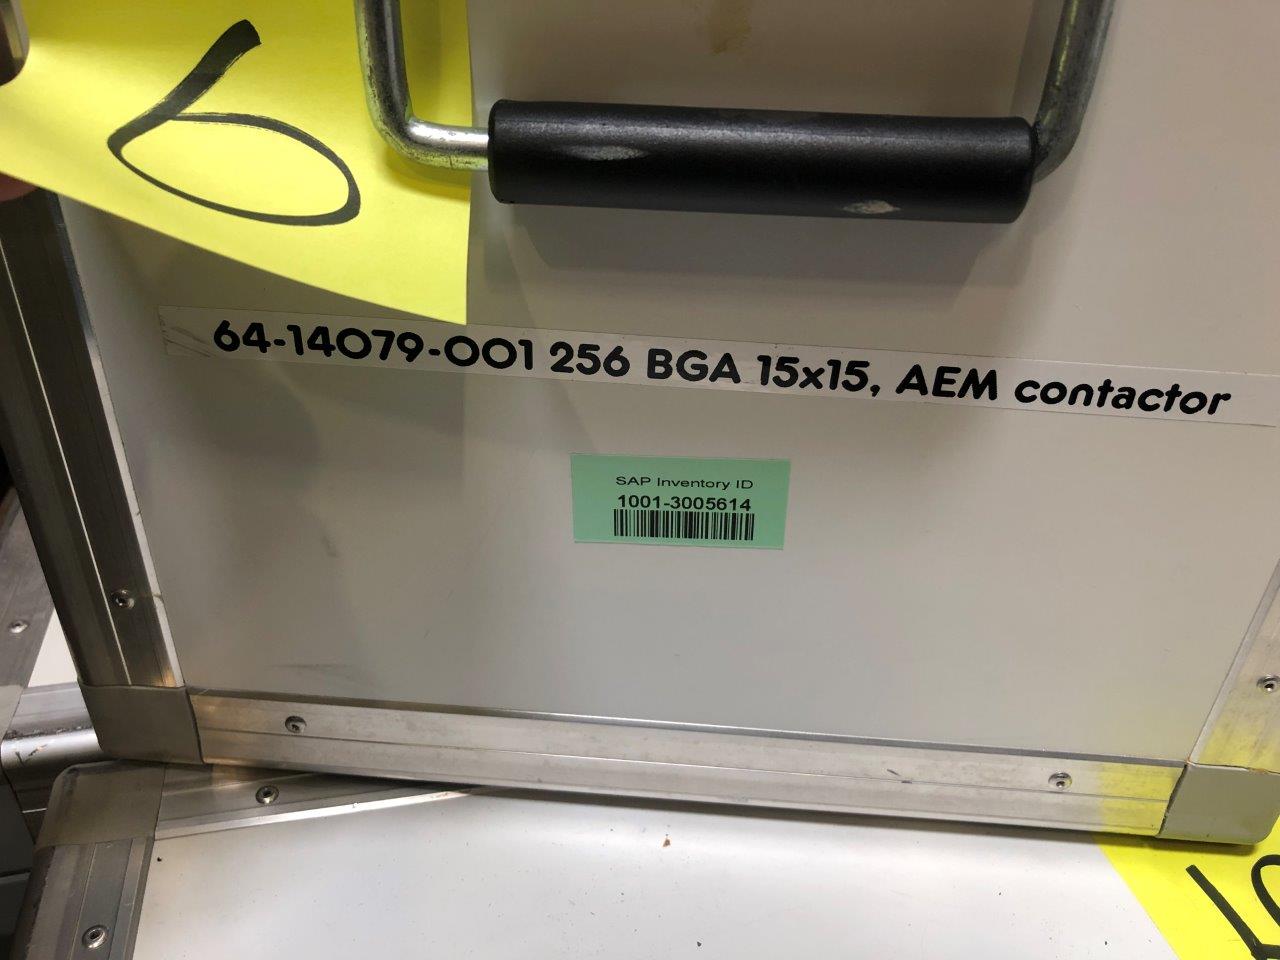 6
64-14079-001 256 BGA 15x15, AEM contactor
SAP Inventory ID
1001-3005614